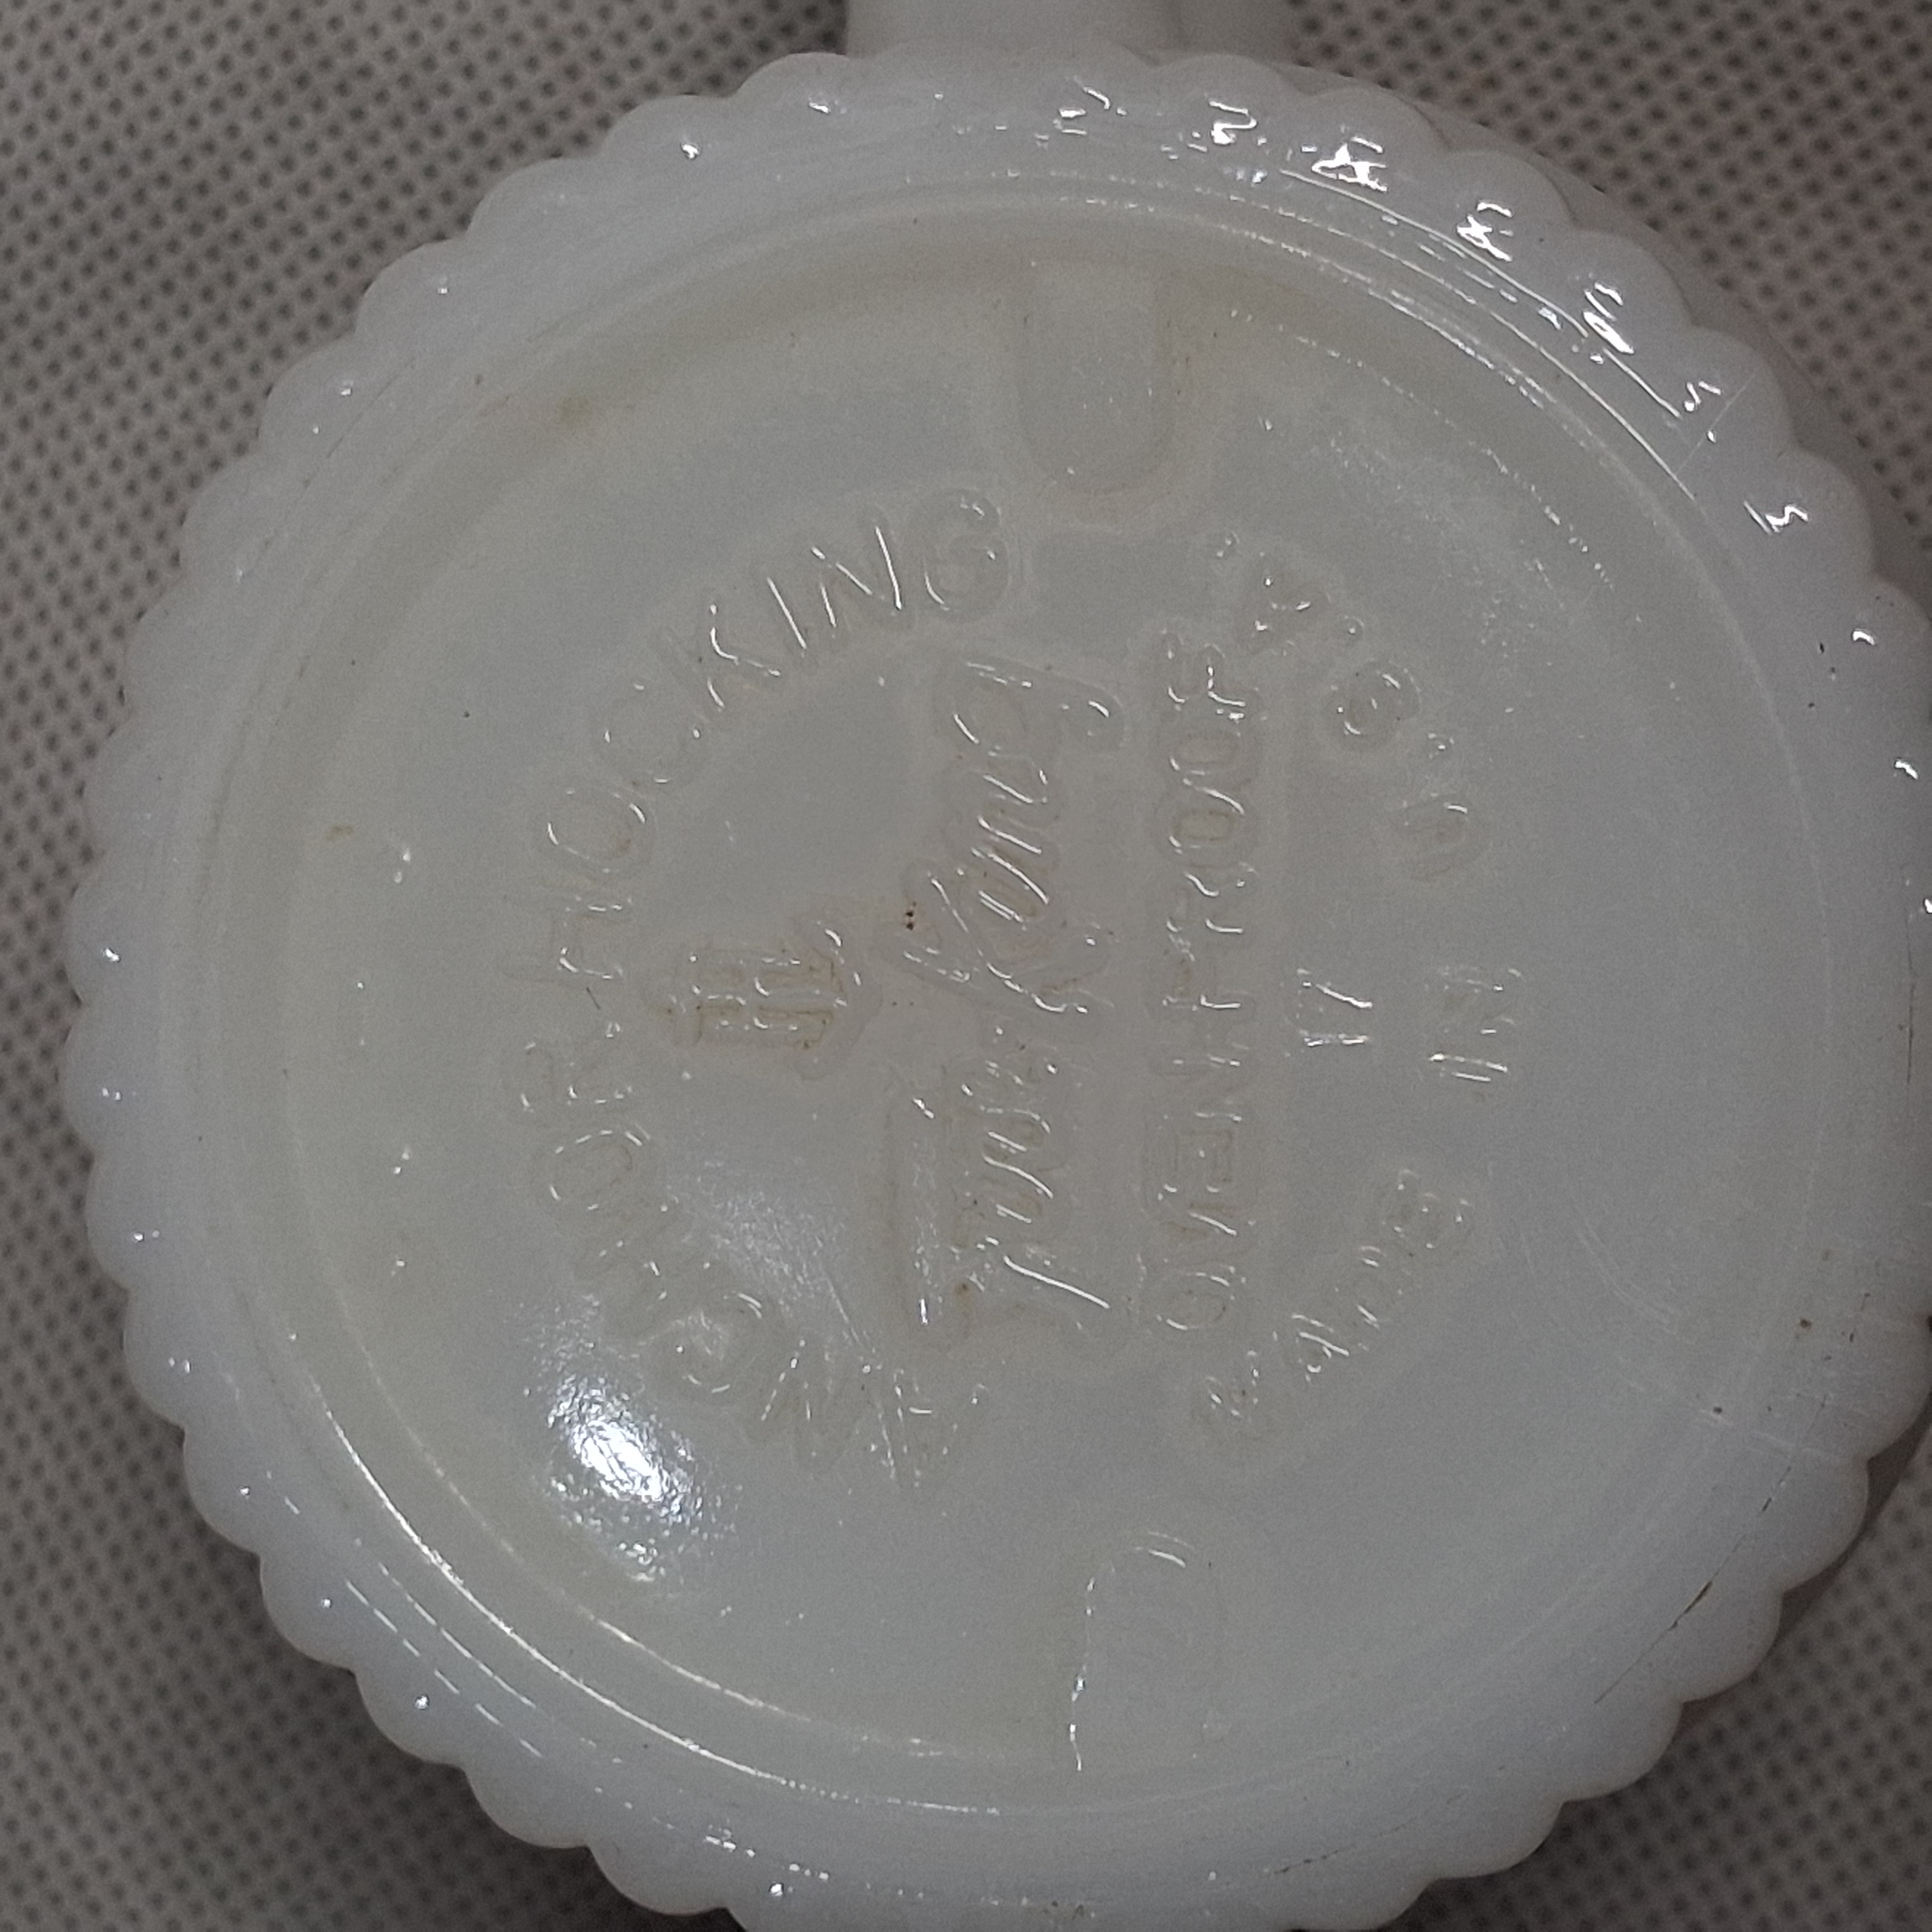 ANCHOR HOCKING
Fire King
OVEN-PROOF
MADE IN U.S.A.